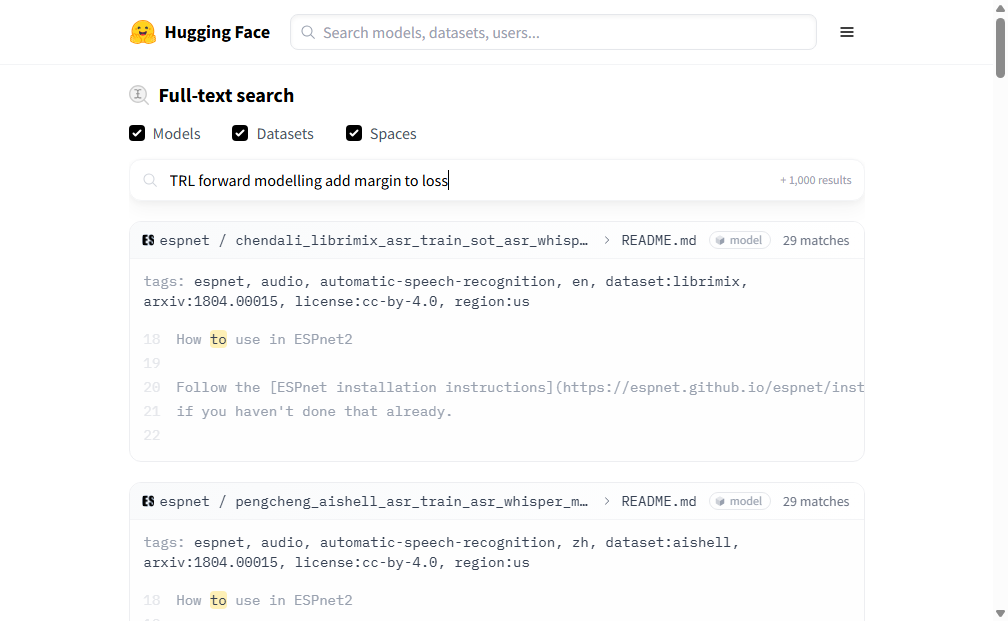 Hugging Face
Search models, datasets, users...
Full-text search
Models Datasets Spaces
TRL forward modelling add margin to loss + 1,000 results
ES espnet / chendali_librimix_asr_train_sot_asr_whisp… > README.md model 29 matches
tags: espnet, audio, automatic-speech-recognition, en, dataset:librimix,
arxiv:1804.00015, license:cc-by-4.0, region:us
18 How to use in ESPnet2
19
20 Follow the [ESPnet installation instructions](https://espnet.github.io/espnet/inst
21 if you haven't done that already.
22
ES espnet / pengcheng_aishell_asr_train_asr_whisper_m… > README.md model 29 matches
tags: espnet, audio, automatic-speech-recognition, zh, dataset:aishell,
arxiv:1804.00015, license:cc-by-4.0, region:us
18 How to use in ESPnet2